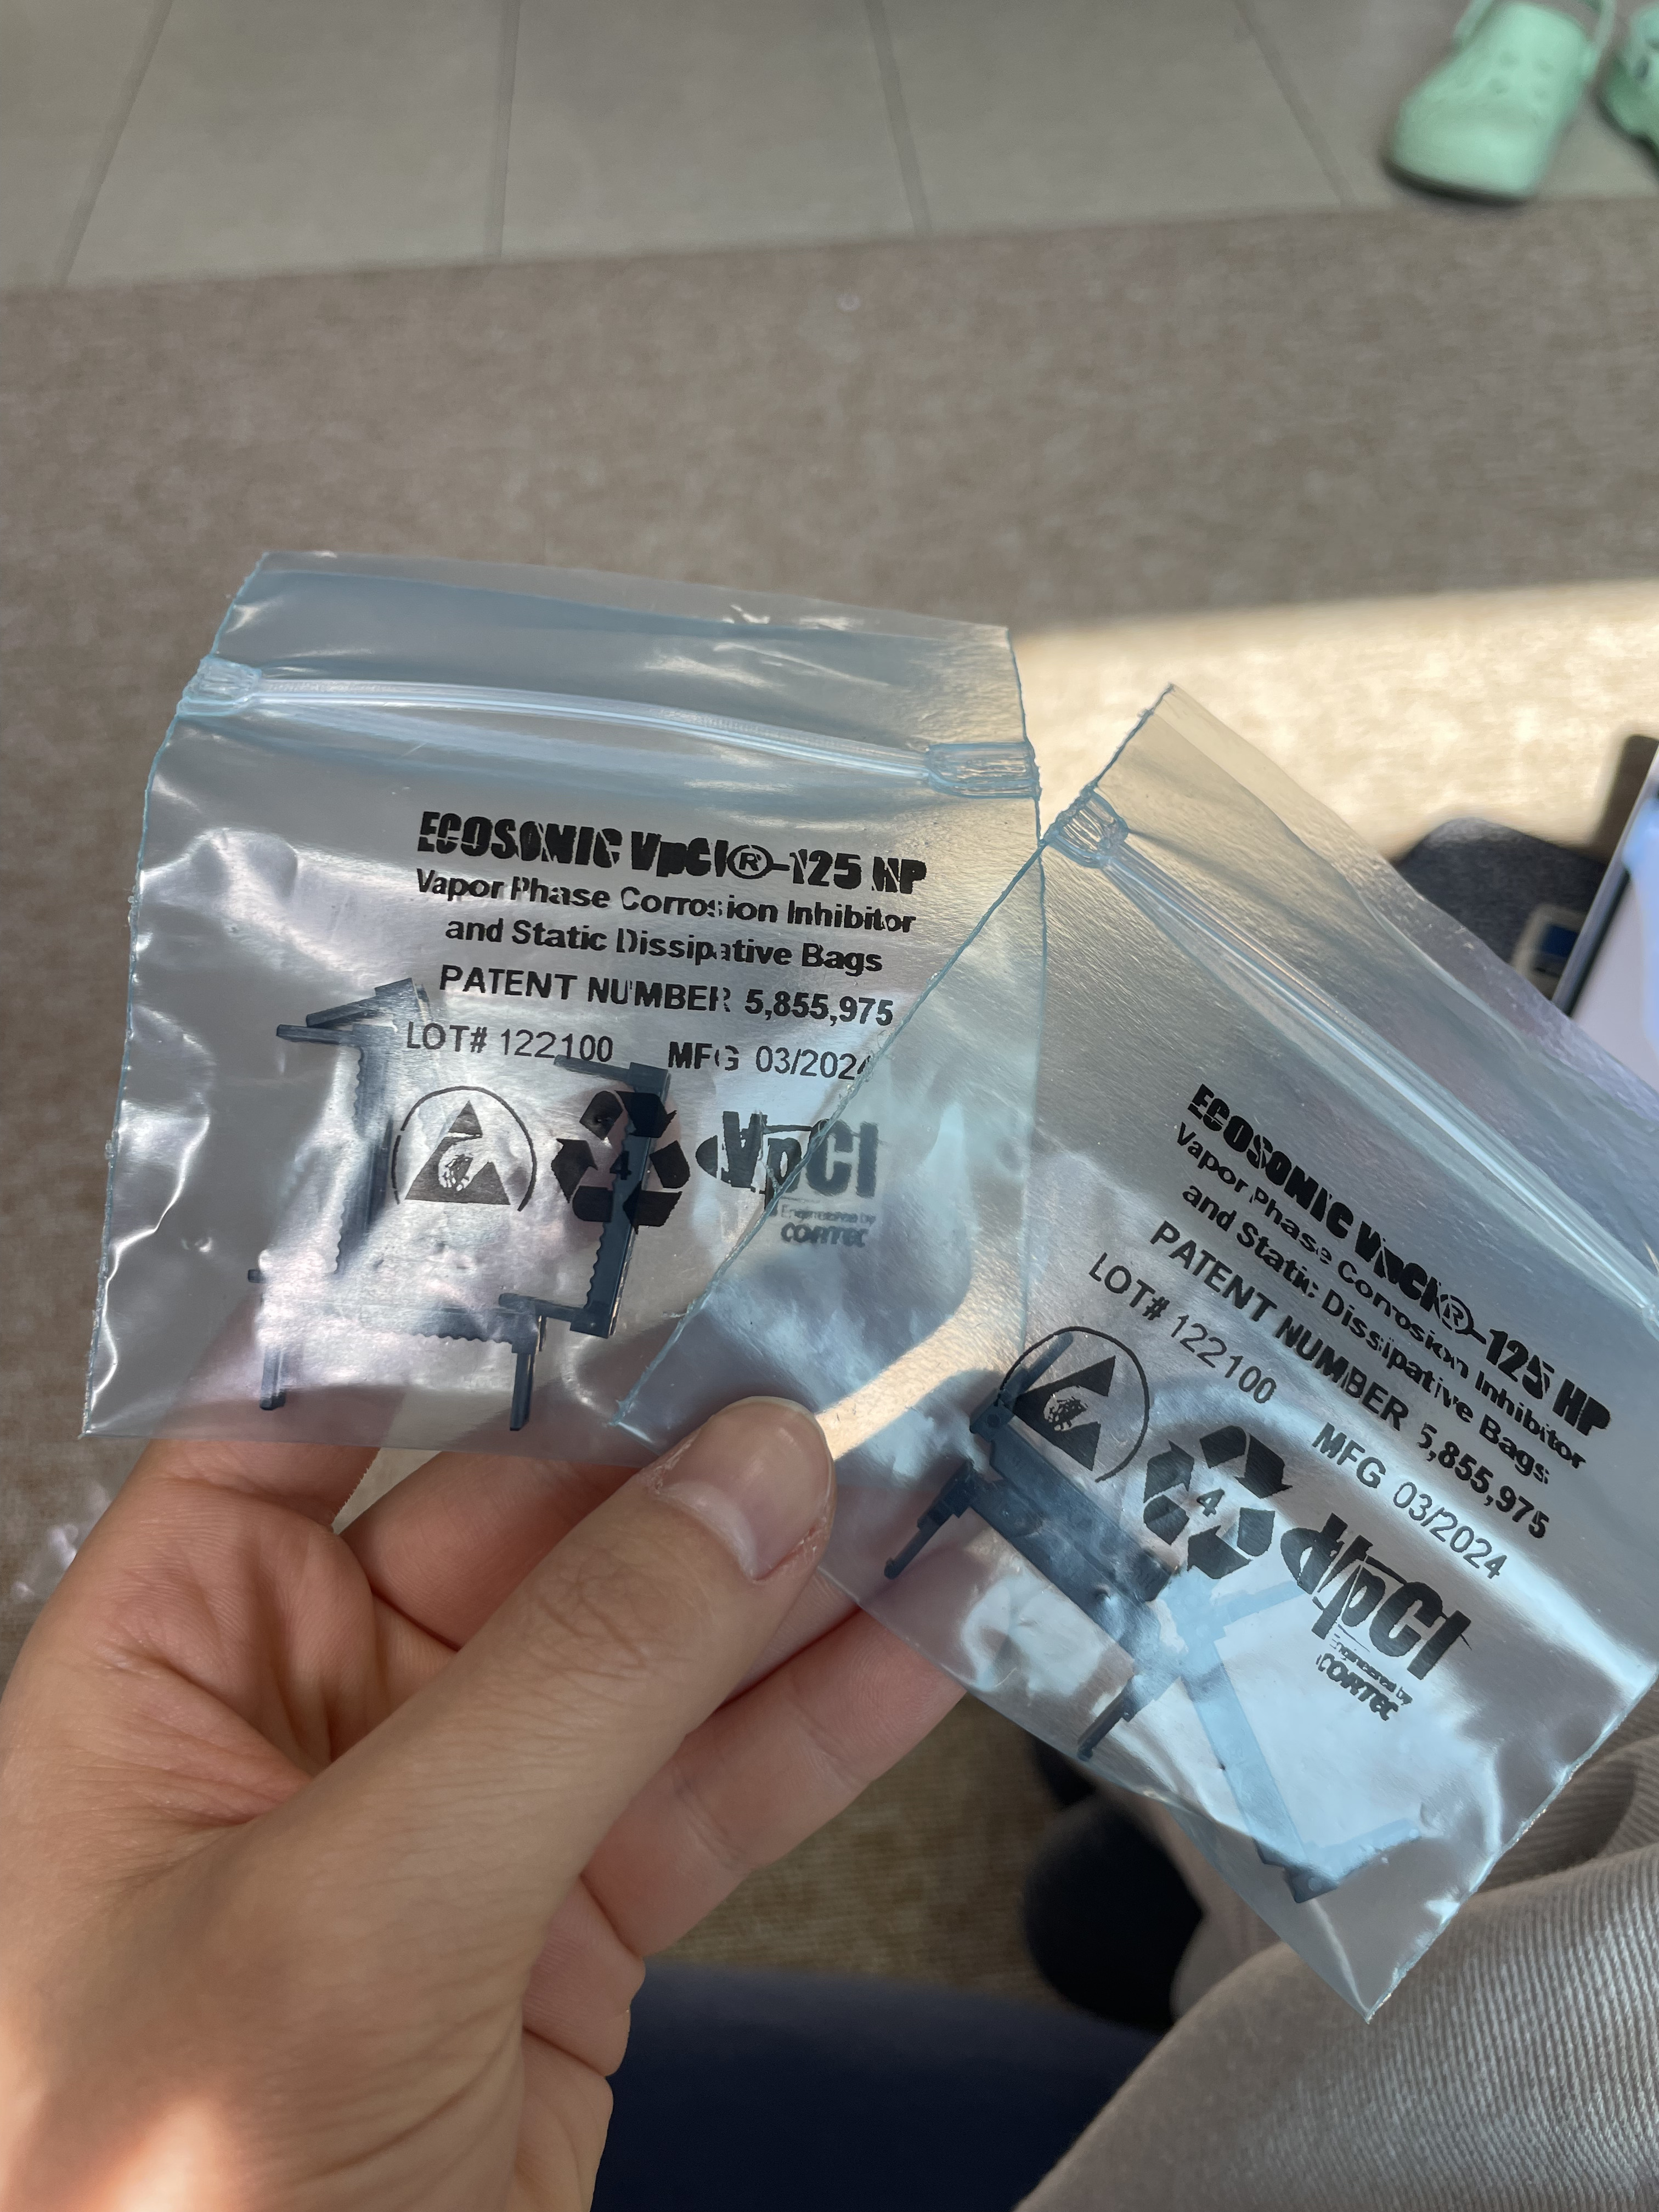 ECOSONIC VpCI®-125 HP
Vapor Phase Corrosion Inhibitor
and Static Dissipative Bags
PATENT NUMBER 5,855,975
LOT# 122100 MFG 03/2024
4
VpCI
Engineered by
CORTEC
ECOSONIC VpCI®-125 HP
Vapor Phase Corrosion Inhibitor
and Static Dissipative Bags
PATENT NUMBER 5,855,975
LOT# 122100 MFG 03/2024
4
VpCI
Engineered by
CORTEC